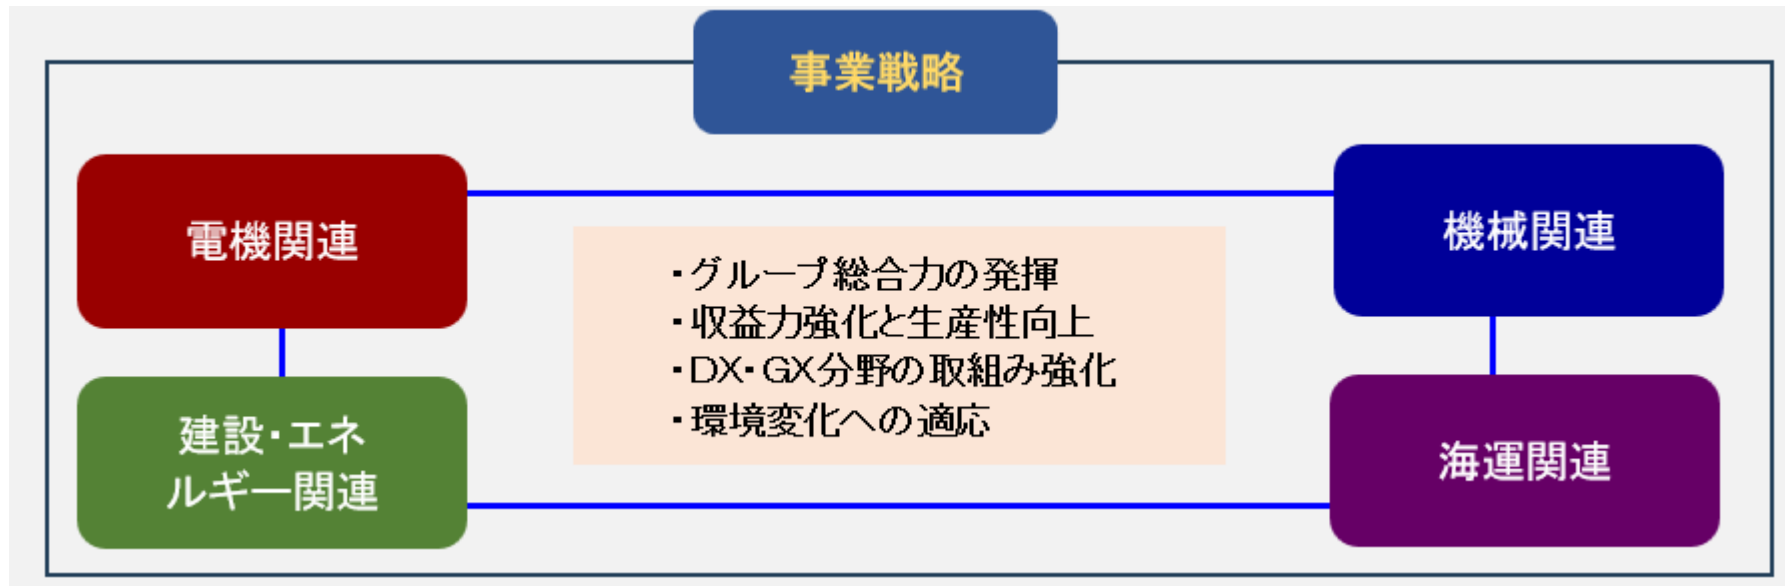 事業戦略
電機関連
機械関連
・グループ総合力の発揮
・収益力強化と生産性向上
・DX・GX分野の取組み強化
・環境変化への適応
建設・エネ
ルギー関連
海運関連